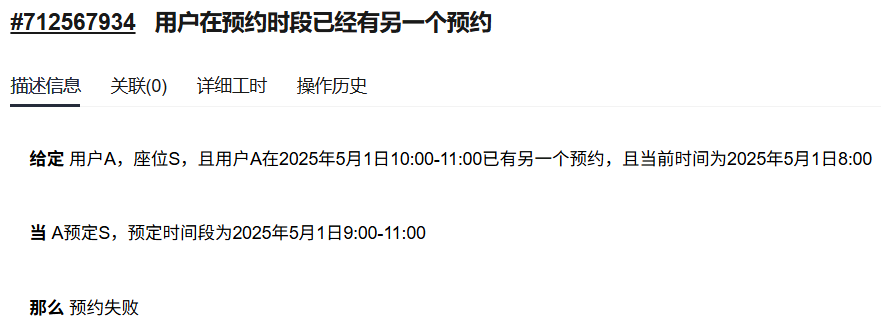 #712567934 用户在预约时段已经有另一个预约
描述信息 关联(0) 详细工时 操作历史
给定 用户A，座位S，且用户A在2025年5月1日10:00-11:00已有另一个预约，且当前时间为2025年5月1日8:00
当 A预定S，预定时间段为2025年5月1日9:00-11:00
那么 预约失败